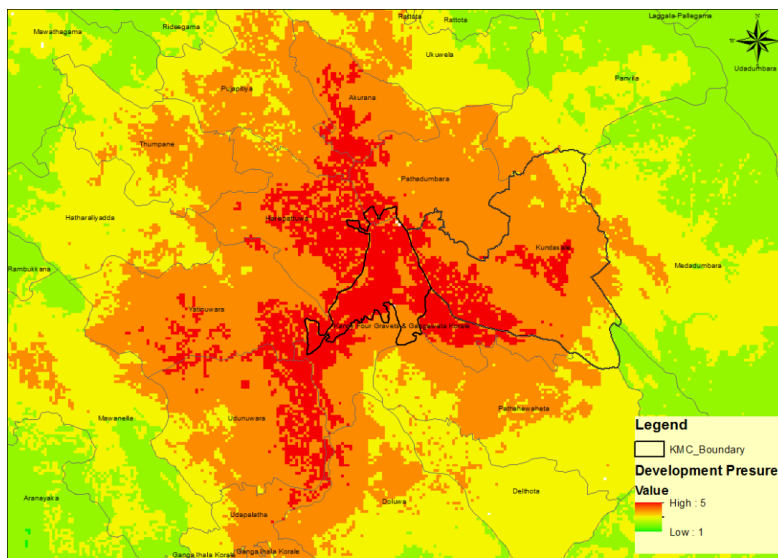 Rattota
Rattota
Laggala-Pallegama
Mawathagama
Rideegama
N
Ukuwela
W
Udadumbara
Panvila
Pujapitiya
Akurana
Thumpane
Pathadumbara
Hatharaliyadda
Harispattuwa
Kundasale
Medadumbara
Rambukkana
Yatinuwara
Four Gravets & Gangawata Korale
Pathahewaheta
Mawanella
Udunuwara
Legend
KMC_Boundary
Development Presure
Value
High : 5
Low : 1
Aranayaka
Delthota
Doluwa
Udapalatha
Ganga Ihala Korale
Ganga Ihala Korale